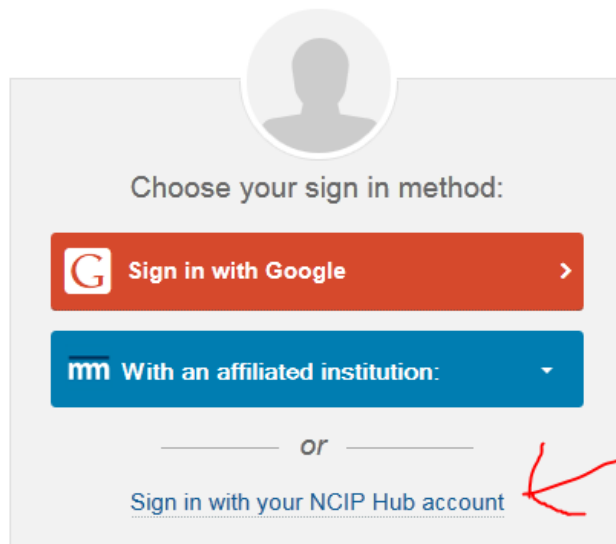 Choose your sign in method:
G Sign in with Google
mm With an affiliated institution:
or
Sign in with your NCIP Hub account